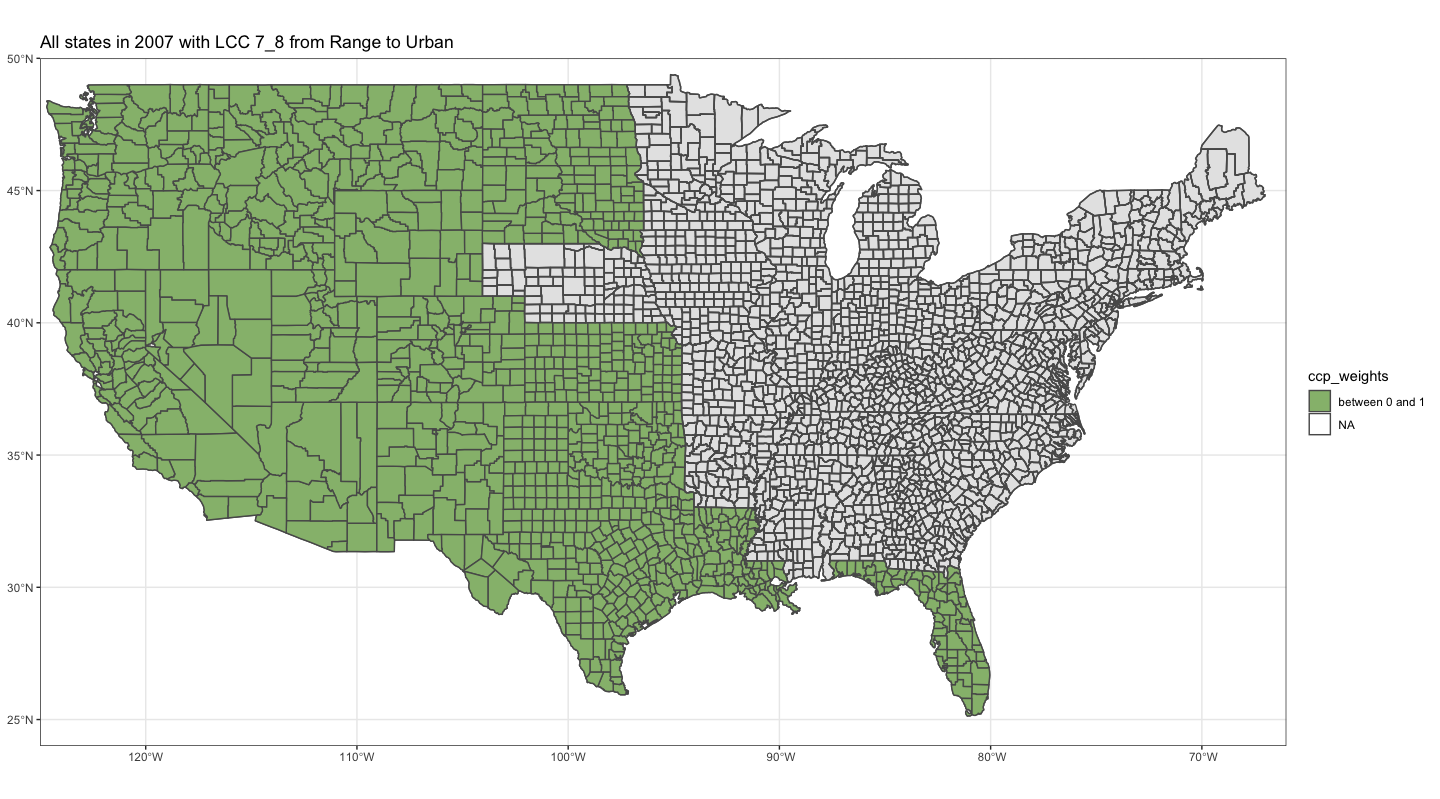 All states in 2007 with LCC 7_8 from Range to Urban
50°N
45°N
40°N
35°N
30°N
25°N
120°W
110°W
100°W
90°W
80°W
70°W
ccp_weights
between 0 and 1
NA